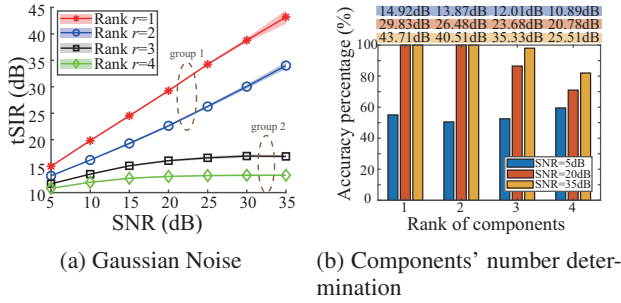 45
40
35
30
25
20
15
10
tSIR (dB)
Rank r=1
Rank r=2
Rank r=3
Rank r=4
group 1
group 2
5 10 15 20 25 30 35
SNR (dB)
(a) Gaussian Noise
14.92dB 13.87dB 12.01dB 10.89dB
29.83dB 26.48dB 23.68dB 20.78dB
43.71dB 40.51dB 35.33dB 25.51dB
100
80
60
40
20
0
Accuracy percentage (%)
SNR=5dB
SNR=20dB
SNR=35dB
1 2 3 4
Rank of components
(b) Components' number deter-
mination